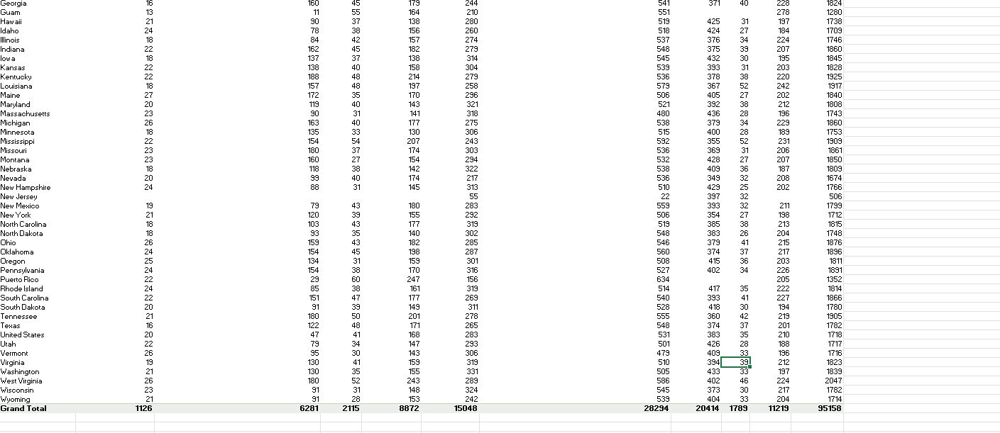 Georgia 16 160 45 179 244 541 371 40 228 1824
Guam 13 11 55 164 210 551 278 1280
Hawaii 21 90 37 138 280 519 425 31 197 1738
Idaho 24 78 38 156 260 518 424 27 184 1709
Illinois 18 84 42 157 274 537 376 34 224 1746
Indiana 22 162 45 182 279 548 375 39 207 1860
Iowa 18 137 37 138 314 545 432 30 195 1845
Kansas 22 138 40 158 304 539 393 31 203 1828
Kentucky 22 188 48 214 279 536 378 38 220 1925
Louisiana 18 157 48 197 258 579 367 52 242 1917
Maine 27 172 35 170 296 506 405 27 202 1840
Maryland 20 119 40 143 321 521 392 38 212 1808
Massachusetts 23 90 31 141 318 480 436 28 196 1743
Michigan 26 163 40 177 275 538 379 34 229 1860
Minnesota 18 135 33 130 306 515 400 28 189 1753
Mississippi 22 154 54 207 243 592 355 52 231 1909
Missouri 23 180 37 174 303 536 369 31 206 1861
Montana 23 160 27 154 294 532 428 27 207 1850
Nebraska 18 118 38 142 322 538 409 36 187 1809
Nevada 20 99 40 174 217 536 349 32 208 1674
New Hampshire 24 88 31 145 313 510 429 25 202 1766
New Jersey 55 22 397 32 506
New Mexico 19 79 43 180 283 559 393 32 211 1799
New York 21 120 39 155 292 506 354 27 198 1712
North Carolina 18 103 43 177 319 519 385 38 213 1815
North Dakota 18 93 35 140 302 548 383 26 204 1748
Ohio 26 159 43 182 285 546 379 41 215 1876
Oklahoma 24 154 45 198 287 560 374 37 217 1896
Oregon 25 134 31 159 301 508 415 36 203 1811
Pennsylvania 24 154 38 170 316 527 402 34 226 1891
Puerto Rico 22 29 60 247 156 634 205 1352
Rhode Island 24 85 38 161 319 514 417 35 222 1814
South Carolina 22 151 47 177 269 540 393 41 227 1866
South Dakota 20 91 39 149 311 528 418 30 194 1780
Tennessee 21 180 50 201 278 555 360 42 219 1905
Texas 16 122 48 171 265 548 374 37 201 1782
United States 20 47 41 168 283 531 383 35 210 1718
Utah 22 79 34 147 293 501 426 28 188 1717
Vermont 26 95 30 143 306 479 409 33 196 1716
Virginia 19 130 41 159 319 510 394 39 212 1823
Washington 21 130 35 155 331 505 433 33 197 1839
West Virginia 26 180 52 243 289 586 402 46 224 2047
Wisconsin 23 91 31 148 324 545 373 30 217 1782
Wyoming 21 91 28 153 242 539 404 33 204 1714
Grand Total 1126 6281 2115 8872 15048 28294 20414 1789 11219 95158